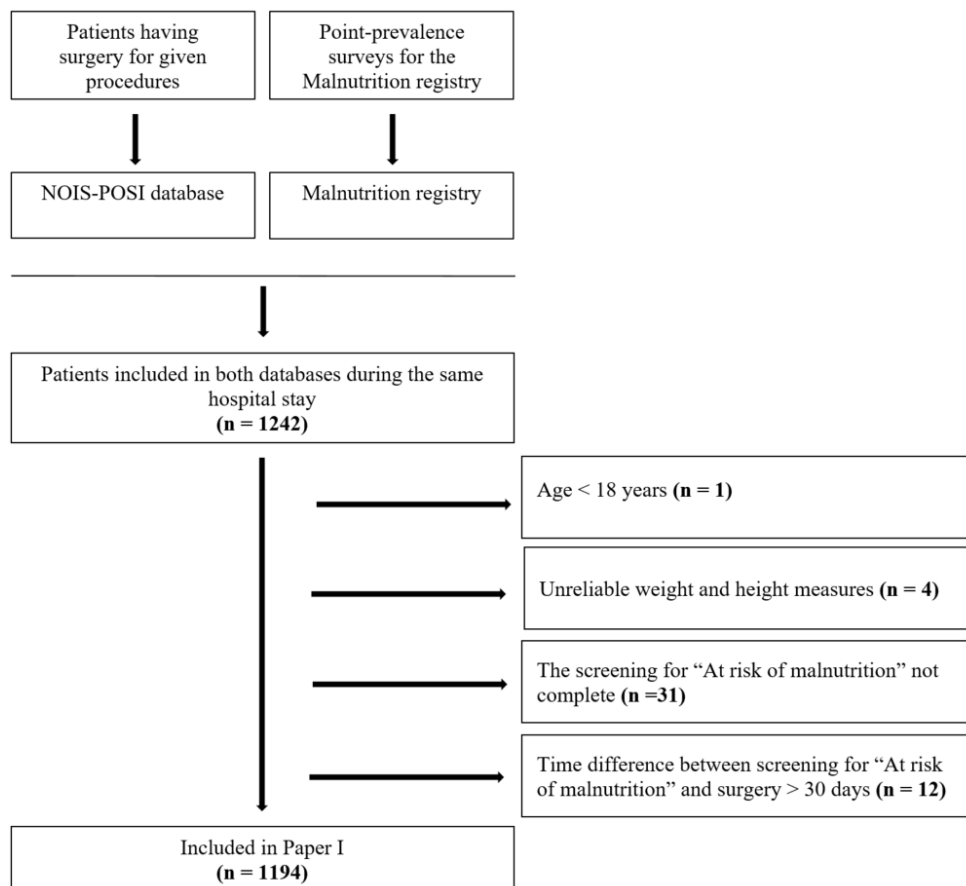 Patients having
surgery for given
procedures
Point-prevalence
surveys for the
Malnutrition registry
NOIS-POSI database
Malnutrition registry
Patients included in both databases during the same
hospital stay
(n = 1242)
Age < 18 years (n = 1)
Unreliable weight and height measures (n = 4)
The screening for “At risk of malnutrition” not
complete (n =31)
Time difference between screening for “At risk
of malnutrition” and surgery > 30 days (n = 12)
Included in Paper I
(n = 1194)